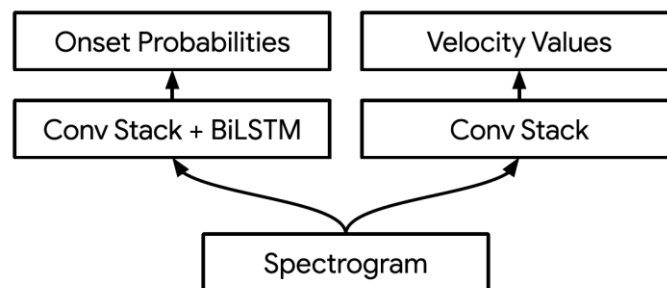 Onset Probabilities
Velocity Values
Conv Stack + BiLSTM
Conv Stack
Spectrogram